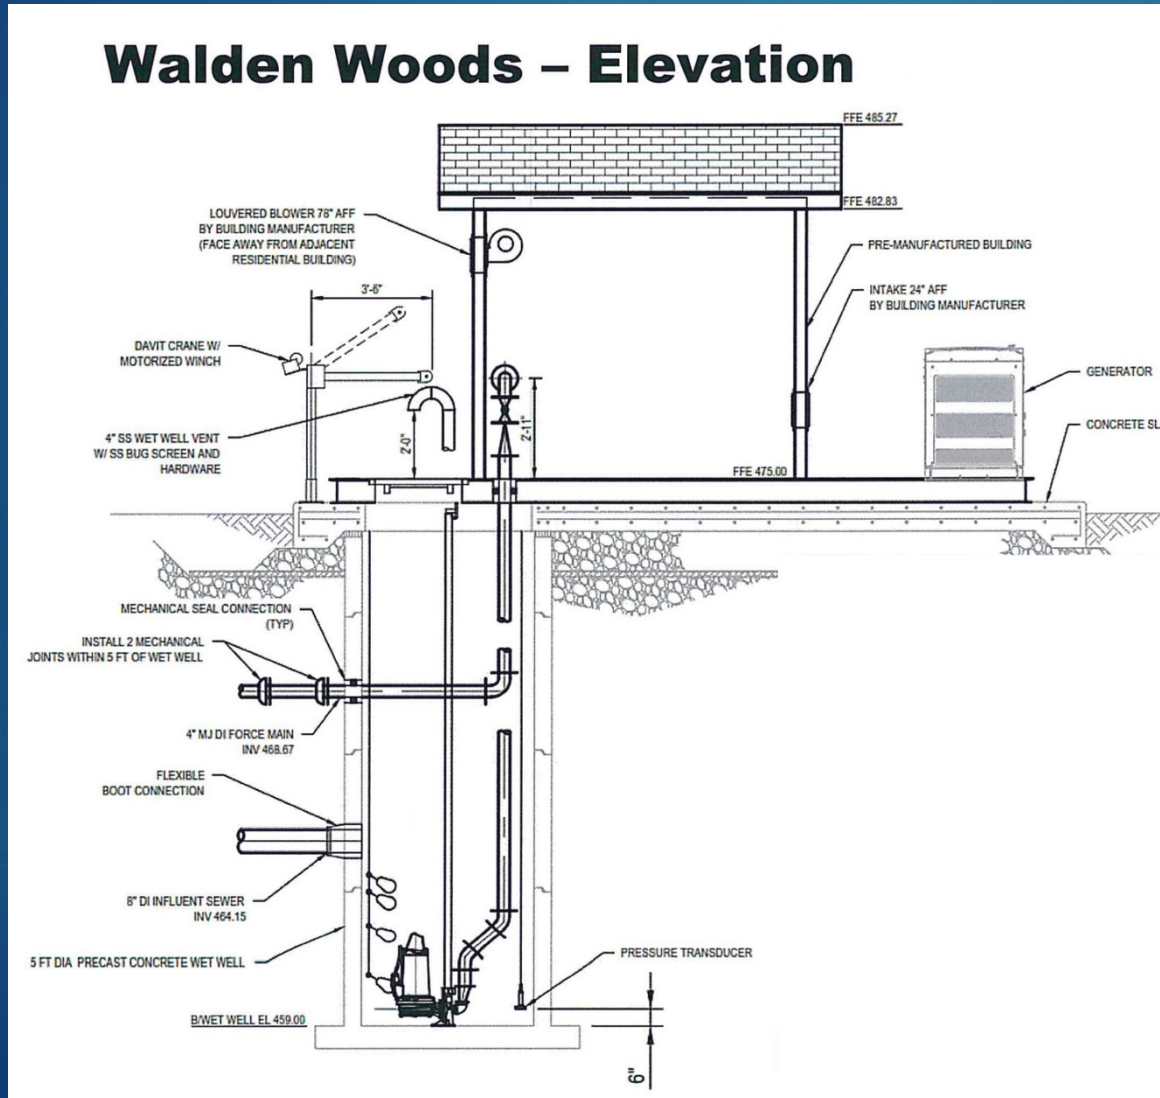 Walden Woods – Elevation
FFE 485.27
FFE 482.83
LOUVERED BLOWER 78" AFF
BY BUILDING MANUFACTURER
(FACE AWAY FROM ADJACENT
RESIDENTIAL BUILDING)
PRE-MANUFACTURED BUILDING
3'-6"
INTAKE 24" AFF
BY BUILDING MANUFACTURER
DAVIT CRANE W/
MOTORIZED WINCH
GENERATOR
4" SS WET WELL VENT
W/ SS BUG SCREEN AND
HARDWARE
2'-0"
2'-11"
CONCRETE SL
FFE 475.00
MECHANICAL SEAL CONNECTION
(TYP)
INSTALL 2 MECHANICAL
JOINTS WITHIN 5 FT OF WET WELL
4" MJ DI FORCE MAIN
INV 468.67
FLEXIBLE
BOOT CONNECTION
8" DI INFLUENT SEWER
INV 464.15
5 FT DIA PRECAST CONCRETE WET WELL
PRESSURE TRANSDUCER
B/WET WELL EL 459.00
6"